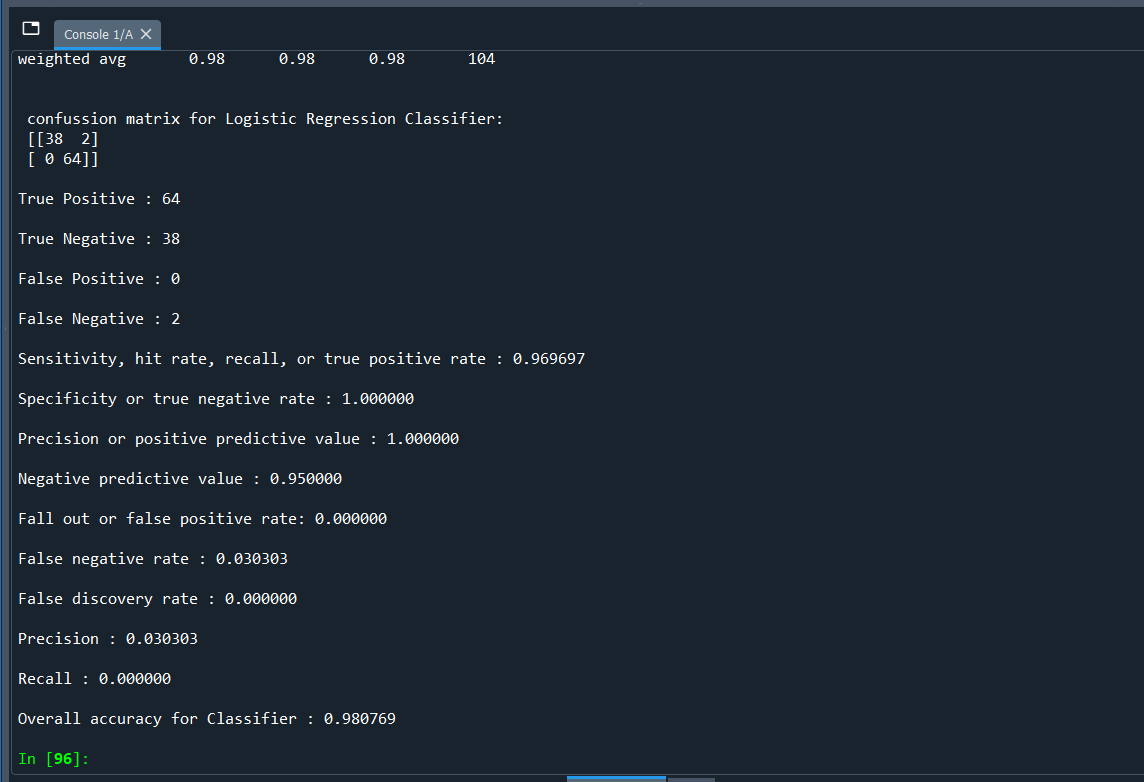 Console 1/A
weighted avg 0.98 0.98 0.98 104
confussion matrix for Logistic Regression Classifier:
[[38 2]
[ 0 64]]
True Positive : 64
True Negative : 38
False Positive : 0
False Negative : 2
Sensitivity, hit rate, recall, or true positive rate : 0.969697
Specificity or true negative rate : 1.000000
Precision or positive predictive value : 1.000000
Negative predictive value : 0.950000
Fall out or false positive rate: 0.000000
False negative rate : 0.030303
False discovery rate : 0.000000
Precision : 0.030303
Recall : 0.000000
Overall accuracy for Classifier : 0.980769
In [96]: